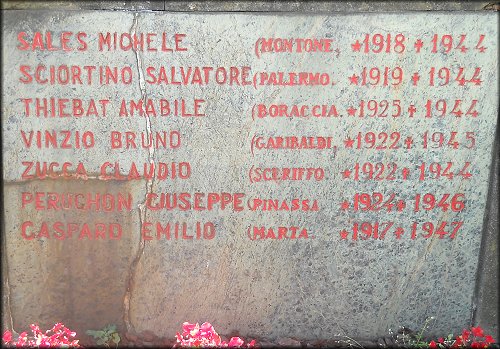 SALES MICHELE (MONTONE, ★1918 ✝ 1944
SCIORTINO SALVATORE (PALERMO, ★1919 ✝ 1944
THIEBAT AMABILE (BORACCIA, ★1925 ✝ 1944
VINZIO BRUNO (GARIBALDI, ★1922 ✝ 1945
ZUCCA CLAUDIO (SCERIFFO, ★1922 ✝ 1944
PERUCHON GIUSEPPE (PINASSA ★1924 ✝ 1946
GASPARD EMILIO (MARTA ★1917 ✝ 1947